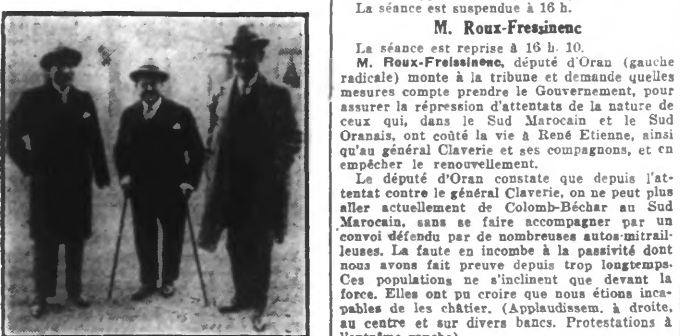 La séance est suspendue à 16 h.
M. Roux-Fressinenc
La séance est reprise à 16 h. 10.
M. Roux-Freissinenc, député d'Oran (gauche
radicale) monte à la tribune et demande quelles
mesures compte prendre le Gouvernement, pour
assurer la répression d'attentats de la nature de
ceux qui, dans le Sud Marocain et le Sud
Oranais, ont coûté la vie à René Etienne, ainsi
qu'au général Claverie et ses compagnons, et en
empêcher le renouvellement.
Le député d'Oran constate que depuis l'at-
tentat contre le général Claverie, on ne peut plus
aller actuellement de Colomb-Béchar au Sud
Marocain, sans se faire accompagner par un
convoi défendu par de nombreuses autos-mitrail-
leuses. La faute en incombe à la passivité dont
nous avons fait preuve depuis trop longtemps.
Ces populations ne s'inclinent que devant la
force. Elles ont pu croire que nous étions inca-
pables de les châtier. (Applaudissem. à droite,
au centre et sur divers bancs. Protestations à